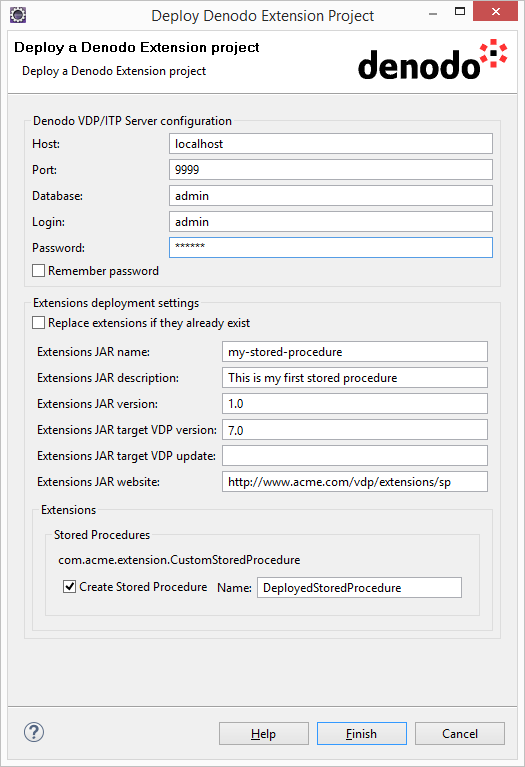 Deploy Denodo Extension Project
Deploy a Denodo Extension project
Deploy a Denodo Extension project
denodo
Denodo VDP/ITP Server configuration
Host: localhost
Port: 9999
Database: admin
Login: admin
Password: ******
Remember password
Extensions deployment settings
Replace extensions if they already exist
Extensions JAR name: my-stored-procedure
Extensions JAR description: This is my first stored procedure
Extensions JAR version: 1.0
Extensions JAR target VDP version: 7.0
Extensions JAR target VDP update:
Extensions JAR website: http://www.acme.com/vdp/extensions/sp
Extensions
Stored Procedures
com.acme.extension.CustomStoredProcedure
Create Stored Procedure Name: DeployedStoredProcedure
? Help Finish Cancel